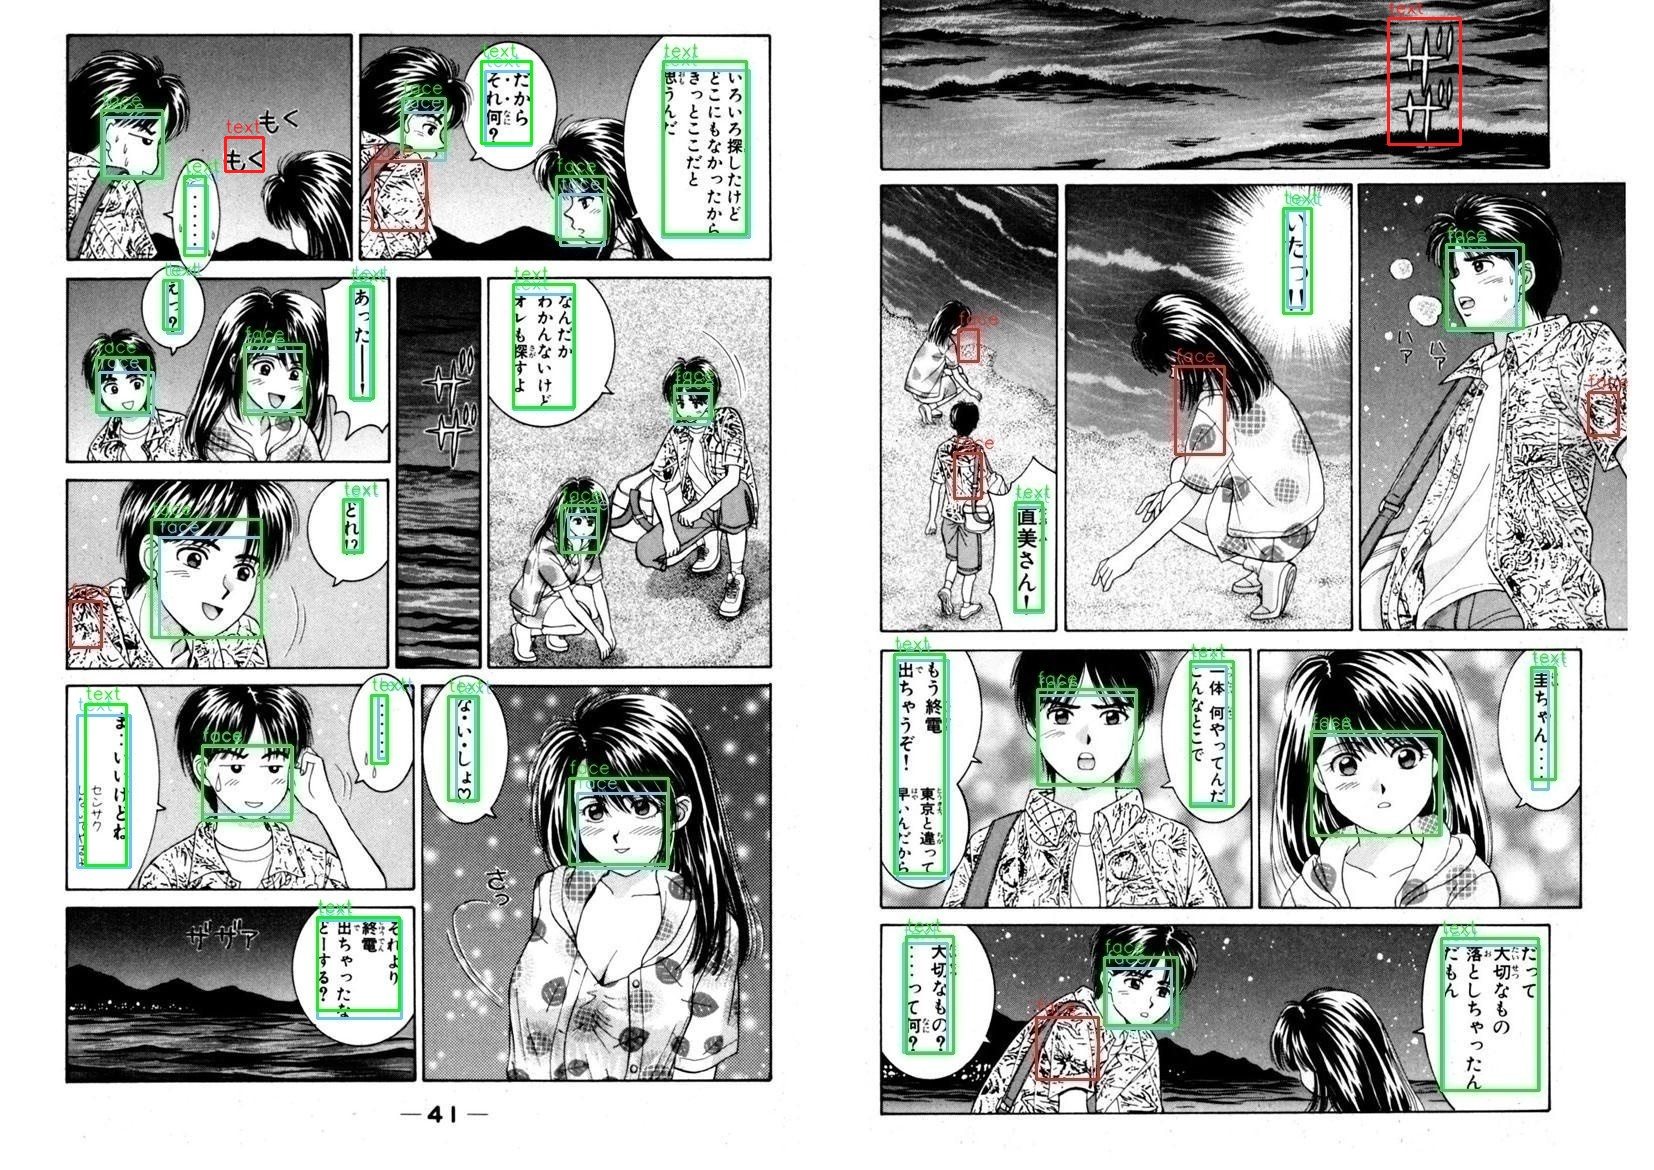 ザザ
いたっ!!
直美さん!
一体 何やってんだ
こんなとこで
もう終電
出ちゃうぞ!
東京と違って
早いんだから
圭ちゃん‥‥
だって
大切なもの
落としちゃったん
だもん
大切なもの?
‥‥って何?
いろいろ探したけど
どこにもなかったから
きっとここだと
思うんだ
だから
それ何?
もく
もく
‥‥‥
あったーー!
えっ?
なんだか
わかんないけど
オレも探すよ
ザザ
どれ!?
‥‥‥
ま‥いいけどね
センサク
な・い・しょ♡
さっ
それより
終電
出ちゃったな
どーする?
ザザァ
ハァ
ハァ
— 41 —
text
face